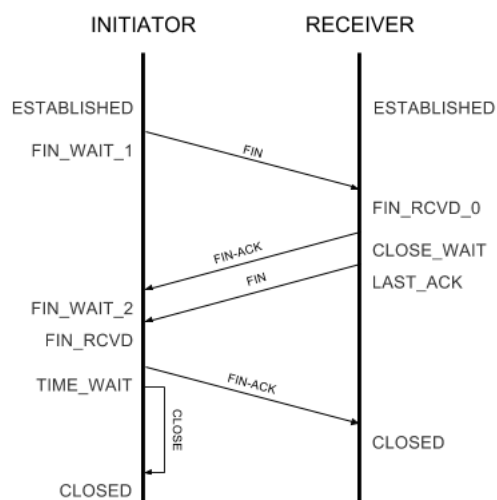 INITIATOR RECEIVER
ESTABLISHED ESTABLISHED
FIN_WAIT_1 FIN
FIN_RCVD_0
FIN-ACK CLOSE_WAIT
FIN LAST_ACK
FIN_WAIT_2
FIN_RCVD
TIME_WAIT FIN-ACK
CLOSE CLOSED
CLOSED